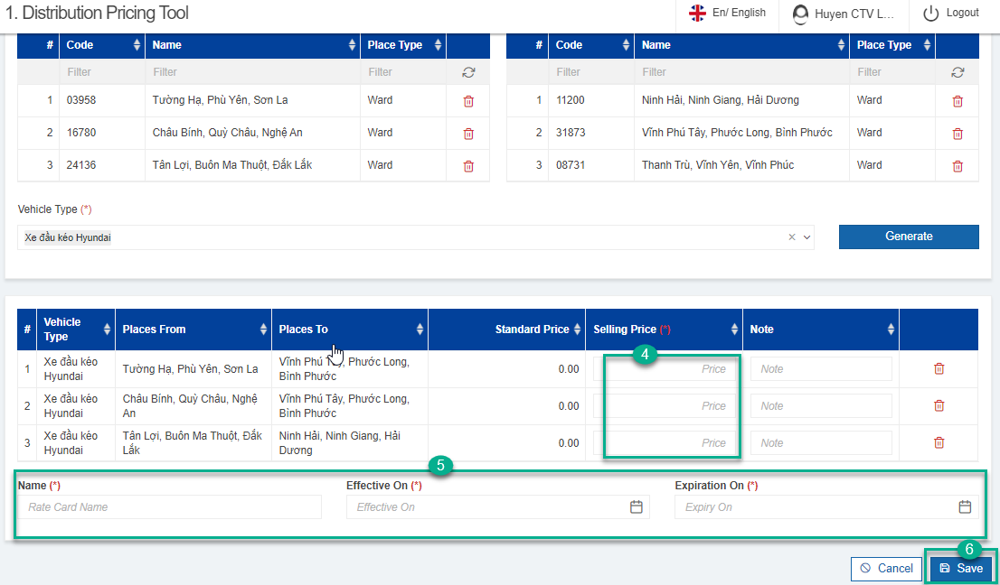 1. Distribution Pricing Tool
En/ English
Huyen CTV L...
Logout
# Code Name Place Type
Filter Filter Filter
1 03958 Tường Hạ, Phù Yên, Sơn La Ward
2 16780 Châu Bính, Quỳ Châu, Nghệ An Ward
3 24136 Tân Lợi, Buôn Ma Thuột, Đắk Lắk Ward
# Code Name Place Type
Filter Filter Filter
1 11200 Ninh Hải, Ninh Giang, Hải Dương Ward
2 31873 Vĩnh Phú Tây, Phước Long, Bình Phước Ward
3 08731 Thanh Trù, Vĩnh Yên, Vĩnh Phúc Ward
Vehicle Type (*)
Xe đầu kéo Hyundai
Generate
# Vehicle Type Places From Places To Standard Price Selling Price (*) Note
4
1 Xe đầu kéo Tường Hạ, Phù Yên, Sơn La Vĩnh Phú Phước Long, 0.00 Price Note
Hyundai Bình Phước
2 Xe đầu kéo Châu Bính, Quỳ Châu, Nghệ Vĩnh Phú Tây, Phước Long, 0.00 Price Note
Hyundai An Bình Phước
3 Xe đầu kéo Tân Lợi, Buôn Ma Thuột, Đắk Ninh Hải, Ninh Giang, Hải 0.00 Price Note
Hyundai Lắk Dương
5
Name (*) Effective On (*) Expiration On (*)
Rate Card Name Effective On Expiry On
6
Cancel Save